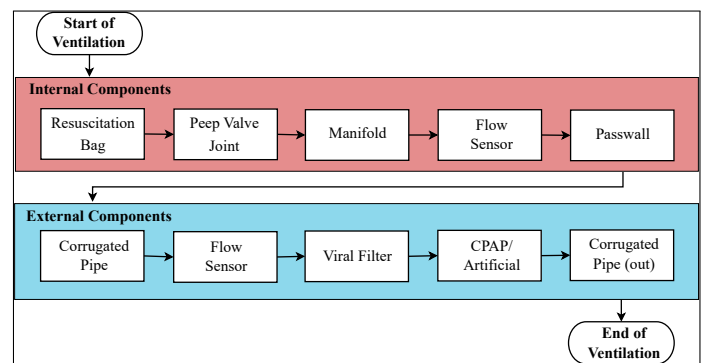 Start of
Ventilation
Internal Components
Resuscitation
Bag
Peep Valve
Joint
Manifold
Flow
Sensor
Passwall
External Components
Corrugated
Pipe
Flow
Sensor
Viral Filter
CPAP/
Artificial
Corrugated
Pipe (out)
End of
Ventilation